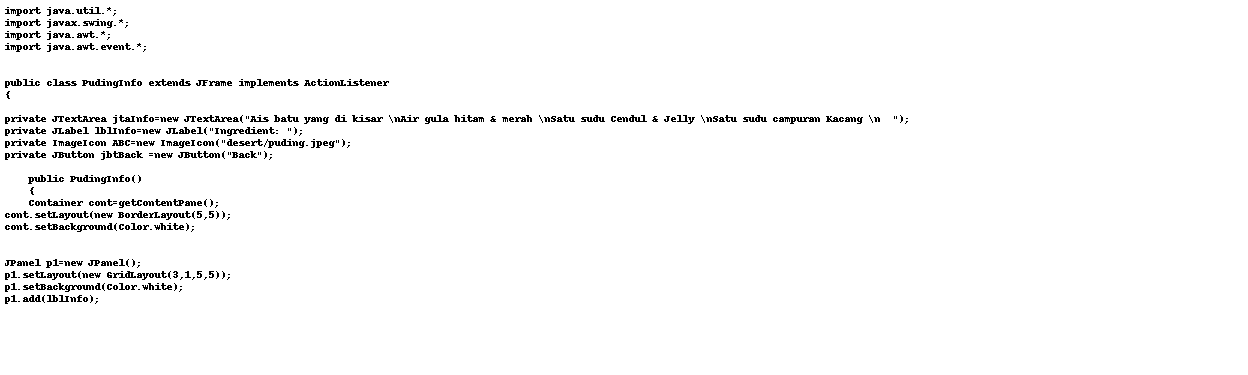 import java.util.*;
import javax.swing.*;
import java.awt.*;
import java.awt.event.*;
public class PudingInfo extends JFrame implements ActionListener
{
private JTextArea jtaInfo=new JTextArea("Ais batu yang di kisar \nAir gula hitam & merah \nSatu sudu Cendul & Jelly \nSatu sudu campuran Kacang \n  ");
private JLabel lblInfo=new JLabel("Ingredient: ");
private ImageIcon ABC=new ImageIcon("desert/puding.jpeg");
private JButton jbtBack =new JButton("Back");
    public PudingInfo()
    {
    Container cont=getContentPane();
cont.setLayout(new BorderLayout(5,5));
cont.setBackground(Color.white);
JPanel p1=new JPanel();
p1.setLayout(new GridLayout(3,1,5,5));
p1.setBackground(Color.white);
p1.add(lblInfo);